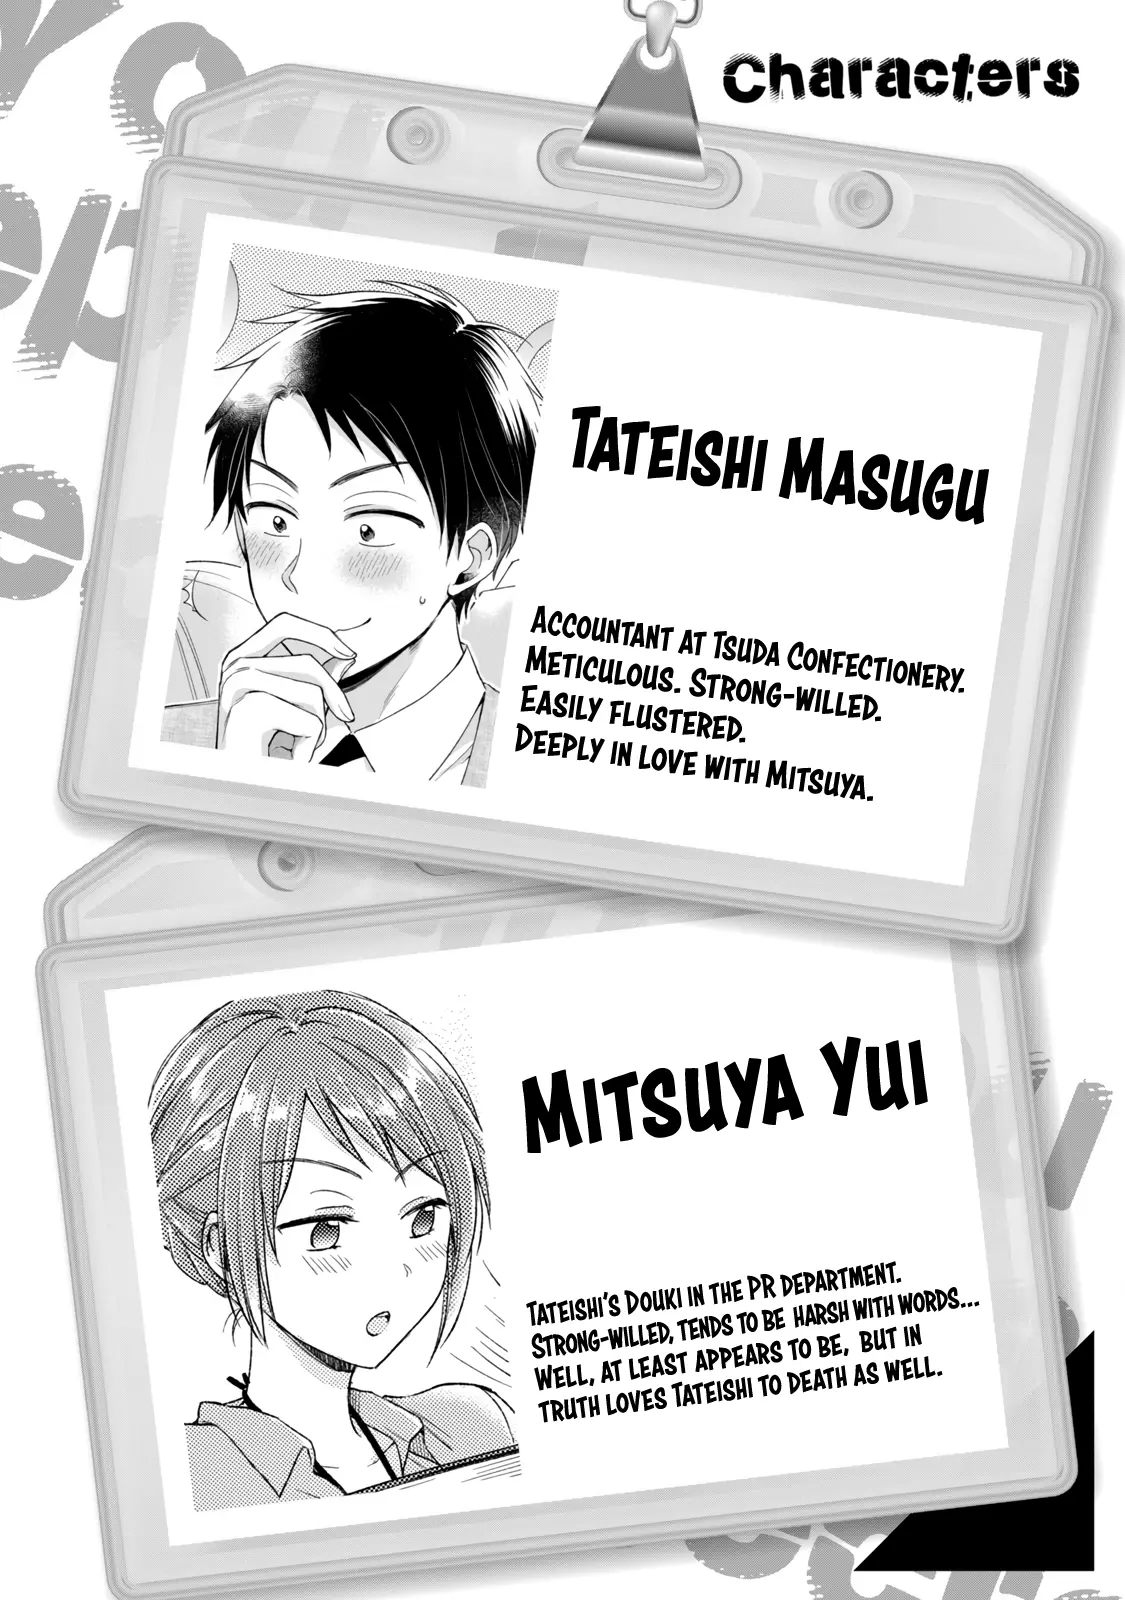 Characters
TATEISHI MASUGU
ACCOUNTANT AT TSUDA CONFECTIONERY.
METICULOUS. STRONG-WILLED.
EASILY FLUSTERED.
DEEPLY IN LOVE WITH MITSUYA.
MITSUYA YUI
TATEISHI'S DOUKI IN THE PR DEPARTMENT.
STRONG-WILLED, TENDS TO BE HARSH WITH WORDS...
WELL, AT LEAST APPEARS TO BE, BUT IN
TRUTH LOVES TATEISHI TO DEATH AS WELL.